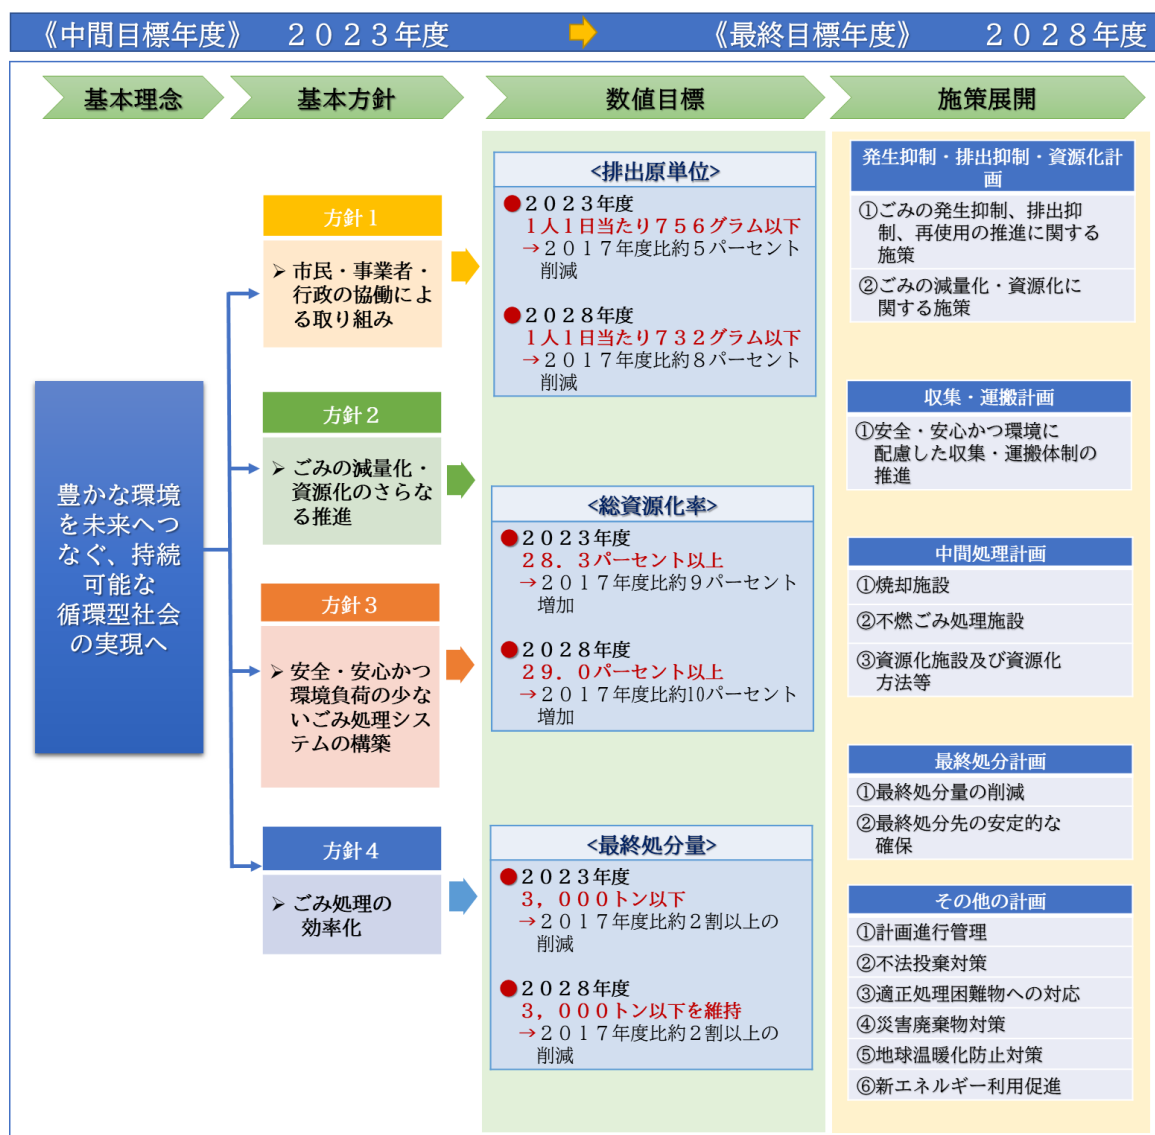 《中間目標年度》　２０２３年度　《最終目標年度》　２０２８年度
基本理念
基本方針
数値目標
施策展開
豊かな環境
を未来へつ
なぐ、持続
可能な
循環型社会
の実現へ
方針１
➢ 市民・事業者・
行政の協働によ
る取り組み
方針２
➢ ごみの減量化・
資源化のさらな
る推進
方針３
➢ 安全・安心かつ
環境負荷の少な
いごみ処理シス
テムの構築
方針４
➢ ごみ処理の
効率化
<排出原単位>
●２０２３年度
１人１日当たり７５６グラム以下
→２０１７年度比約５パーセント
削減
●２０２８年度
１人１日当たり７３２グラム以下
→２０１７年度比約８パーセント
削減
<総資源化率>
●２０２３年度
２８．３パーセント以上
→２０１７年度比約９パーセント
増加
●２０２８年度
２９．０パーセント以上
→２０１７年度比約10パーセント
増加
<最終処分量>
●２０２３年度
３，０００トン以下
→２０１７年度比約２割以上の
削減
●２０２８年度
３，０００トン以下を維持
→２０１７年度比約２割以上の
削減
発生抑制・排出抑制・資源化計
画
①ごみの発生抑制、排出抑
制、再使用の推進に関する
施策
②ごみの減量化・資源化に
関する施策
収集・運搬計画
①安全・安心かつ環境に
配慮した収集・運搬体制の
推進
中間処理計画
①焼却施設
②不燃ごみ処理施設
③資源化施設及び資源化
方法等
最終処分計画
①最終処分量の削減
②最終処分先の安定的な
確保
その他の計画
①計画進行管理
②不法投棄対策
③適正処理困難物への対応
④災害廃棄物対策
⑤地球温暖化防止対策
⑥新エネルギー利用促進